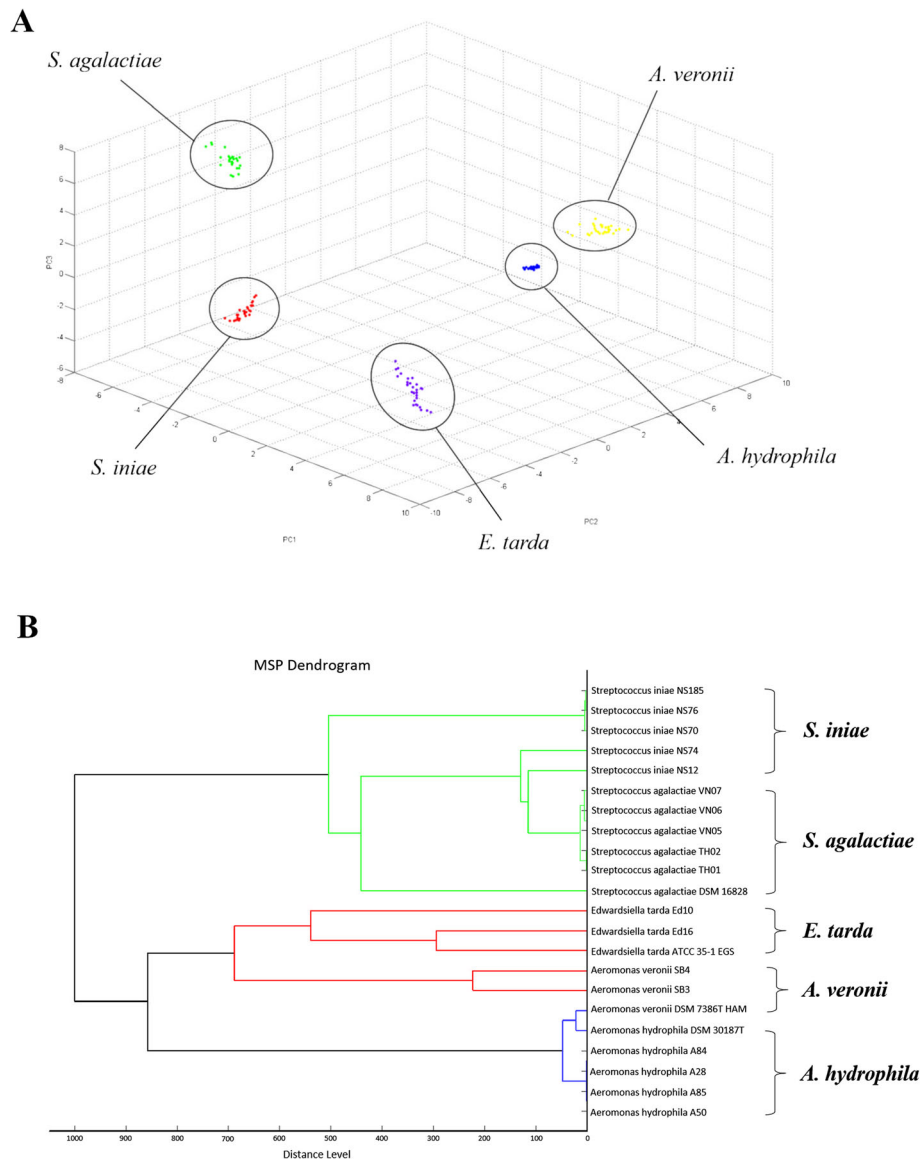 A
S. agalactiae
A. veronii
8
6
4
2
0
-2
-4
-6
PC3
-8
-6
-4
-2
0
2
4
6
8
10
PC1
-10
-8
-6
-4
-2
0
2
4
6
8
10
PC2
S. iniae
A. hydrophila
E. tarda
B
MSP Dendrogram
Streptococcus iniae NS185
Streptococcus iniae NS76
Streptococcus iniae NS70
Streptococcus iniae NS74
Streptococcus iniae NS12
S. iniae
Streptococcus agalactiae VN07
Streptococcus agalactiae VN06
Streptococcus agalactiae VN05
Streptococcus agalactiae TH02
Streptococcus agalactiae TH01
Streptococcus agalactiae DSM 16828
S. agalactiae
Edwardsiella tarda Ed10
Edwardsiella tarda Ed16
Edwardsiella tarda ATCC 35-1 EGS
E. tarda
Aeromonas veronii SB4
Aeromonas veronii SB3
Aeromonas veronii DSM 7386T HAM
A. veronii
Aeromonas hydrophila DSM 30187T
Aeromonas hydrophila A84
Aeromonas hydrophila A28
Aeromonas hydrophila A85
Aeromonas hydrophila A50
A. hydrophila
1000 900 800 700 600 500 400 300 200 100 0
Distance Level